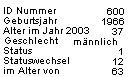 ID Nummer 600
Geburtsjahr 1966
Alter im Jahr 2003 37
Geschlecht männlich
Status 1
Statuswechsel 12
im Alter von 63